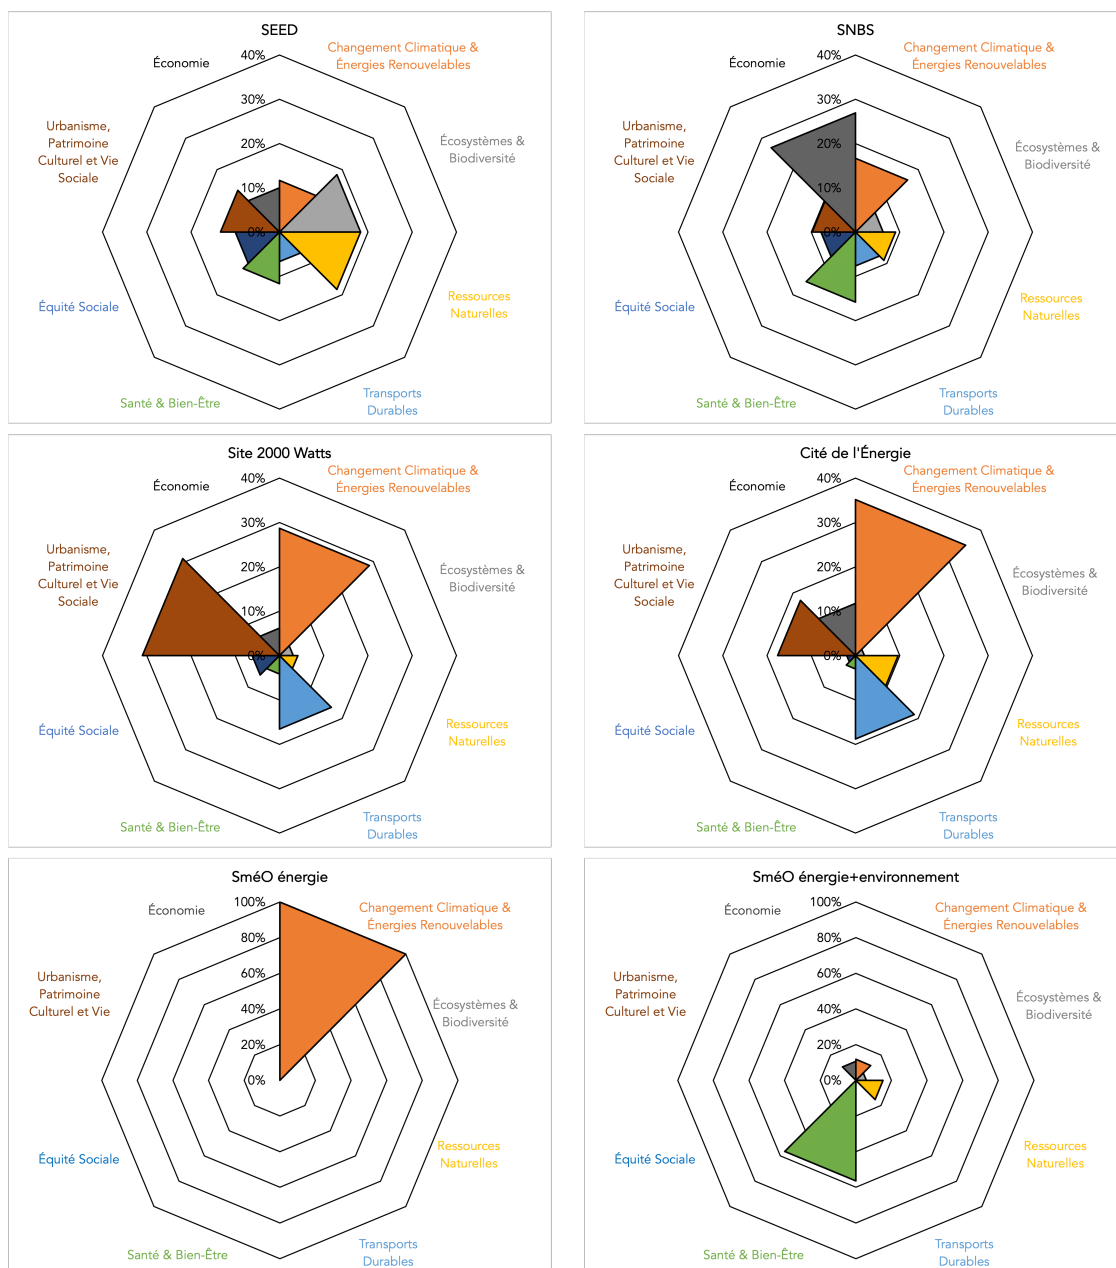 SEED
40%
Changement Climatique &
Énergies Renouvelables
Économie
30%
Urbanisme,
Patrimoine
Culturel et Vie
Sociale
20%
Écosystèmes &
Biodiversité
10%
0%
Équité Sociale
Ressources
Naturelles
Santé & Bien-Être
Transports
Durables
SNBS
40%
Changement Climatique &
Énergies Renouvelables
Économie
30%
Urbanisme,
Patrimoine
Culturel et Vie
Sociale
20%
Écosystèmes &
Biodiversité
10%
0%
Équité Sociale
Ressources
Naturelles
Santé & Bien-Être
Transports
Durables
Site 2000 Watts
40%
Changement Climatique &
Énergies Renouvelables
Économie
30%
Urbanisme,
Patrimoine
Culturel et Vie
Sociale
20%
Écosystèmes &
Biodiversité
10%
0%
Équité Sociale
Ressources
Naturelles
Santé & Bien-Être
Transports
Durables
Cité de l'Énergie
40%
Changement Climatique &
Énergies Renouvelables
Économie
30%
Urbanisme,
Patrimoine
Culturel et Vie
Sociale
20%
Écosystèmes &
Biodiversité
10%
0%
Équité Sociale
Ressources
Naturelles
Santé & Bien-Être
Transports
Durables
SméO énergie
100%
Changement Climatique &
Énergies Renouvelables
Économie
80%
Urbanisme,
Patrimoine
Culturel et Vie
60%
40%
Écosystèmes &
Biodiversité
20%
0%
Équité Sociale
Ressources
Naturelles
Santé & Bien-Être
Transports
Durables
SméO énergie+environnement
100%
Changement Climatique &
Énergies Renouvelables
Économie
80%
Urbanisme,
Patrimoine
Culturel et Vie
60%
40%
Écosystèmes &
Biodiversité
20%
0%
Équité Sociale
Ressources
Naturelles
Santé & Bien-Être
Transports
Durables